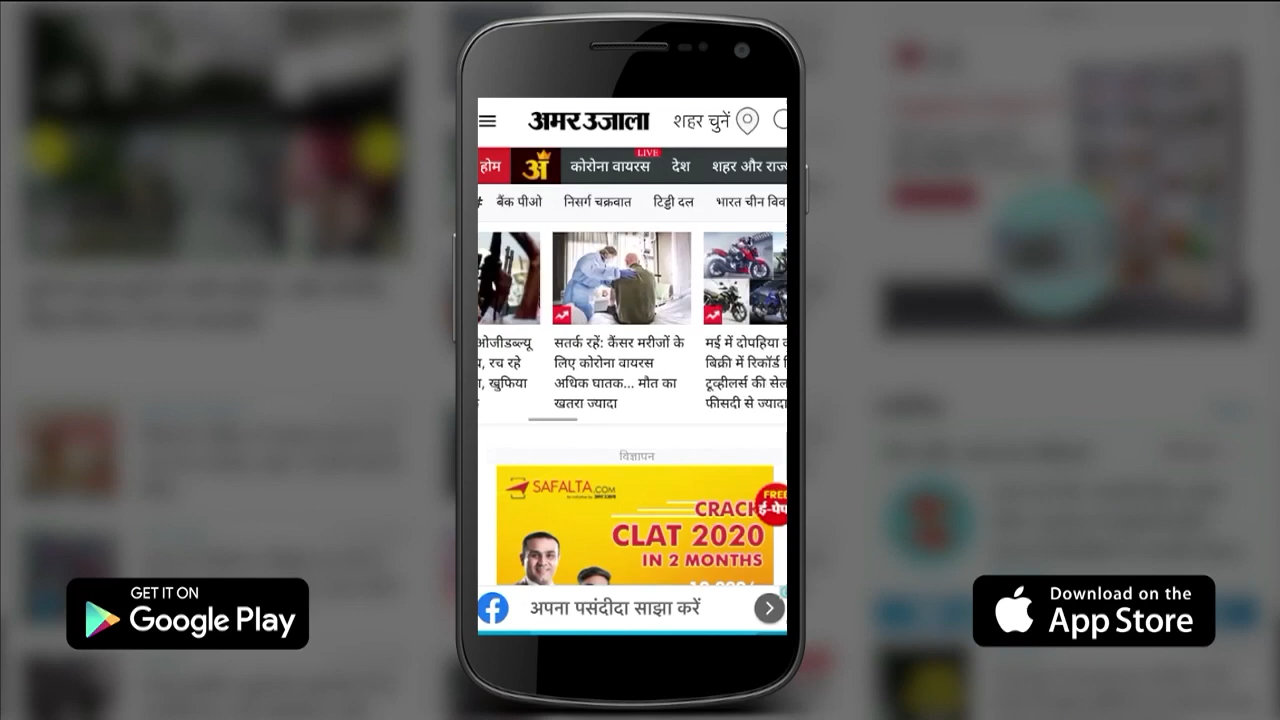 अमर उजाला शहर चुनें
LIVE
होम अ कोरोना वायरस देश शहर और राज्
# बैंक पीओ निसर्ग चक्रवात टिड्डी दल भारत चीन विवा
ओजीडब्ल्यू
रच रहे
खुफिया
सतर्क रहें: कैंसर मरीजों के
लिए कोरोना वायरस
अधिक घातक... मौत का
खतरा ज्यादा
मई में दोपहिया
बिक्री में रिकॉर्ड
टूव्हीलर्स की सेल
फीसदी से ज्यादा
विज्ञापन
SAFALTA.COM
FREE
ई-पेप
CRACK
CLAT 2020
IN 2 MONTHS
अपना पसंदीदा साझा करें
GET IT ON
Google Play
Download on the
App Store